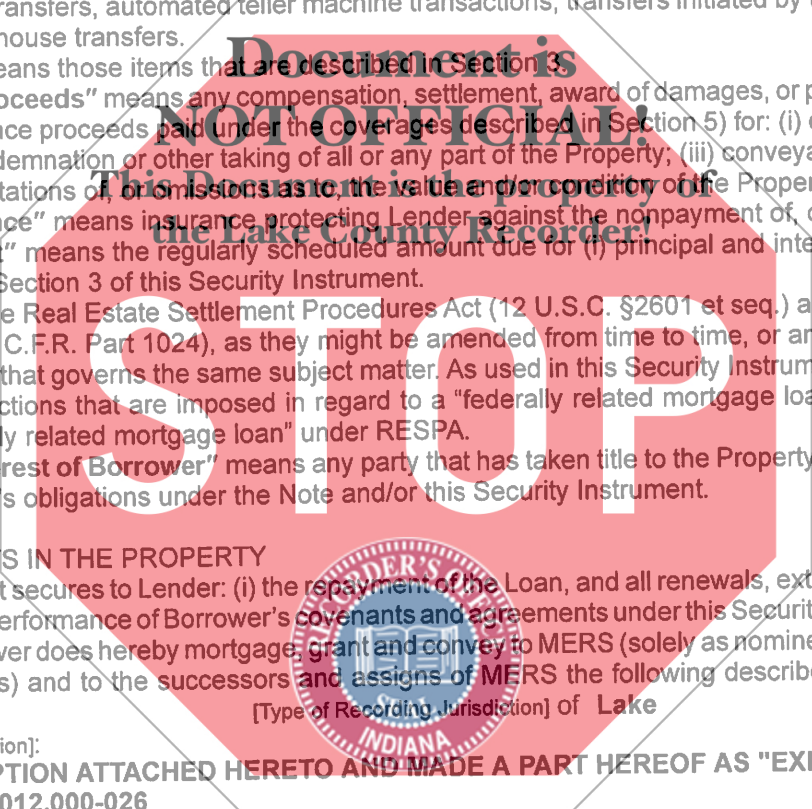 ransfers, automated teller machine transactions, transfers initiated by
house transfers.
eans those items that are described in Section 3.
oceeds" means any compensation, settlement, award of damages, or p
nce proceeds paid under the coverages described in Section 5) for: (i)
demnation or other taking of all or any part of the Property; (iii) conveya
tations of, or omissions as to, the value and/or condition of the Proper
nce" means insurance protecting Lender against the nonpayment of,
t" means the regularly scheduled amount due for (i) principal and inte
Section 3 of this Security Instrument.
e Real Estate Settlement Procedures Act (12 U.S.C. §2601 et seq.) a
C.F.R. Part 1024), as they might be amended from time to time, or an
that governs the same subject matter. As used in this Security Instrum
ctions that are imposed in regard to a "federally related mortgage loa
ly related mortgage loan" under RESPA.
rest of Borrower" means any party that has taken title to the Property
's obligations under the Note and/or this Security Instrument.
S IN THE PROPERTY
t secures to Lender: (i) the repayment of the Loan, and all renewals, ext
erformance of Borrower's covenants and agreements under this Securit
ver does hereby mortgage, grant and convey to MERS (solely as nomine
s) and to the successors and assigns of MERS the following describe
[Type of Recording Jurisdiction] of Lake
ion]:
PTION ATTACHED HERETO AND MADE A PART HEREOF AS "EXI
012.000-026
Document is
NOT OFFICIAL!
This Document is the property of
the Lake County Recorder!
STOP
RECORDER'S OFFICE
SEAL
INDIANA